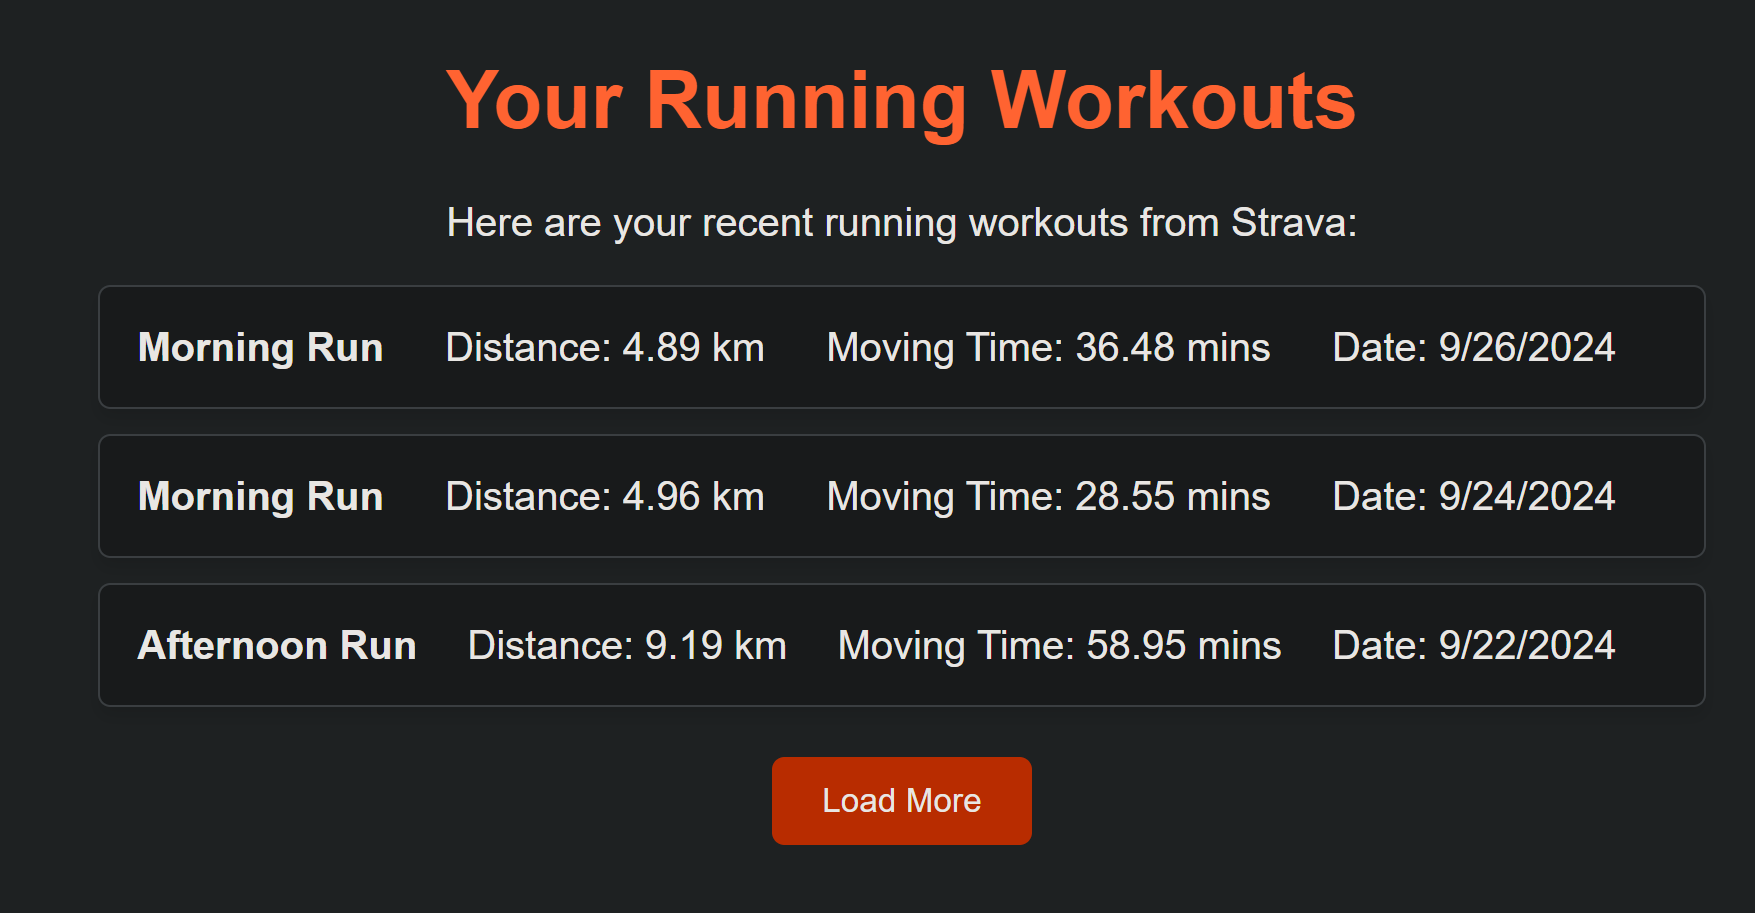 Your Running Workouts
Here are your recent running workouts from Strava:
Morning Run Distance: 4.89 km Moving Time: 36.48 mins Date: 9/26/2024
Morning Run Distance: 4.96 km Moving Time: 28.55 mins Date: 9/24/2024
Afternoon Run Distance: 9.19 km Moving Time: 58.95 mins Date: 9/22/2024
Load More